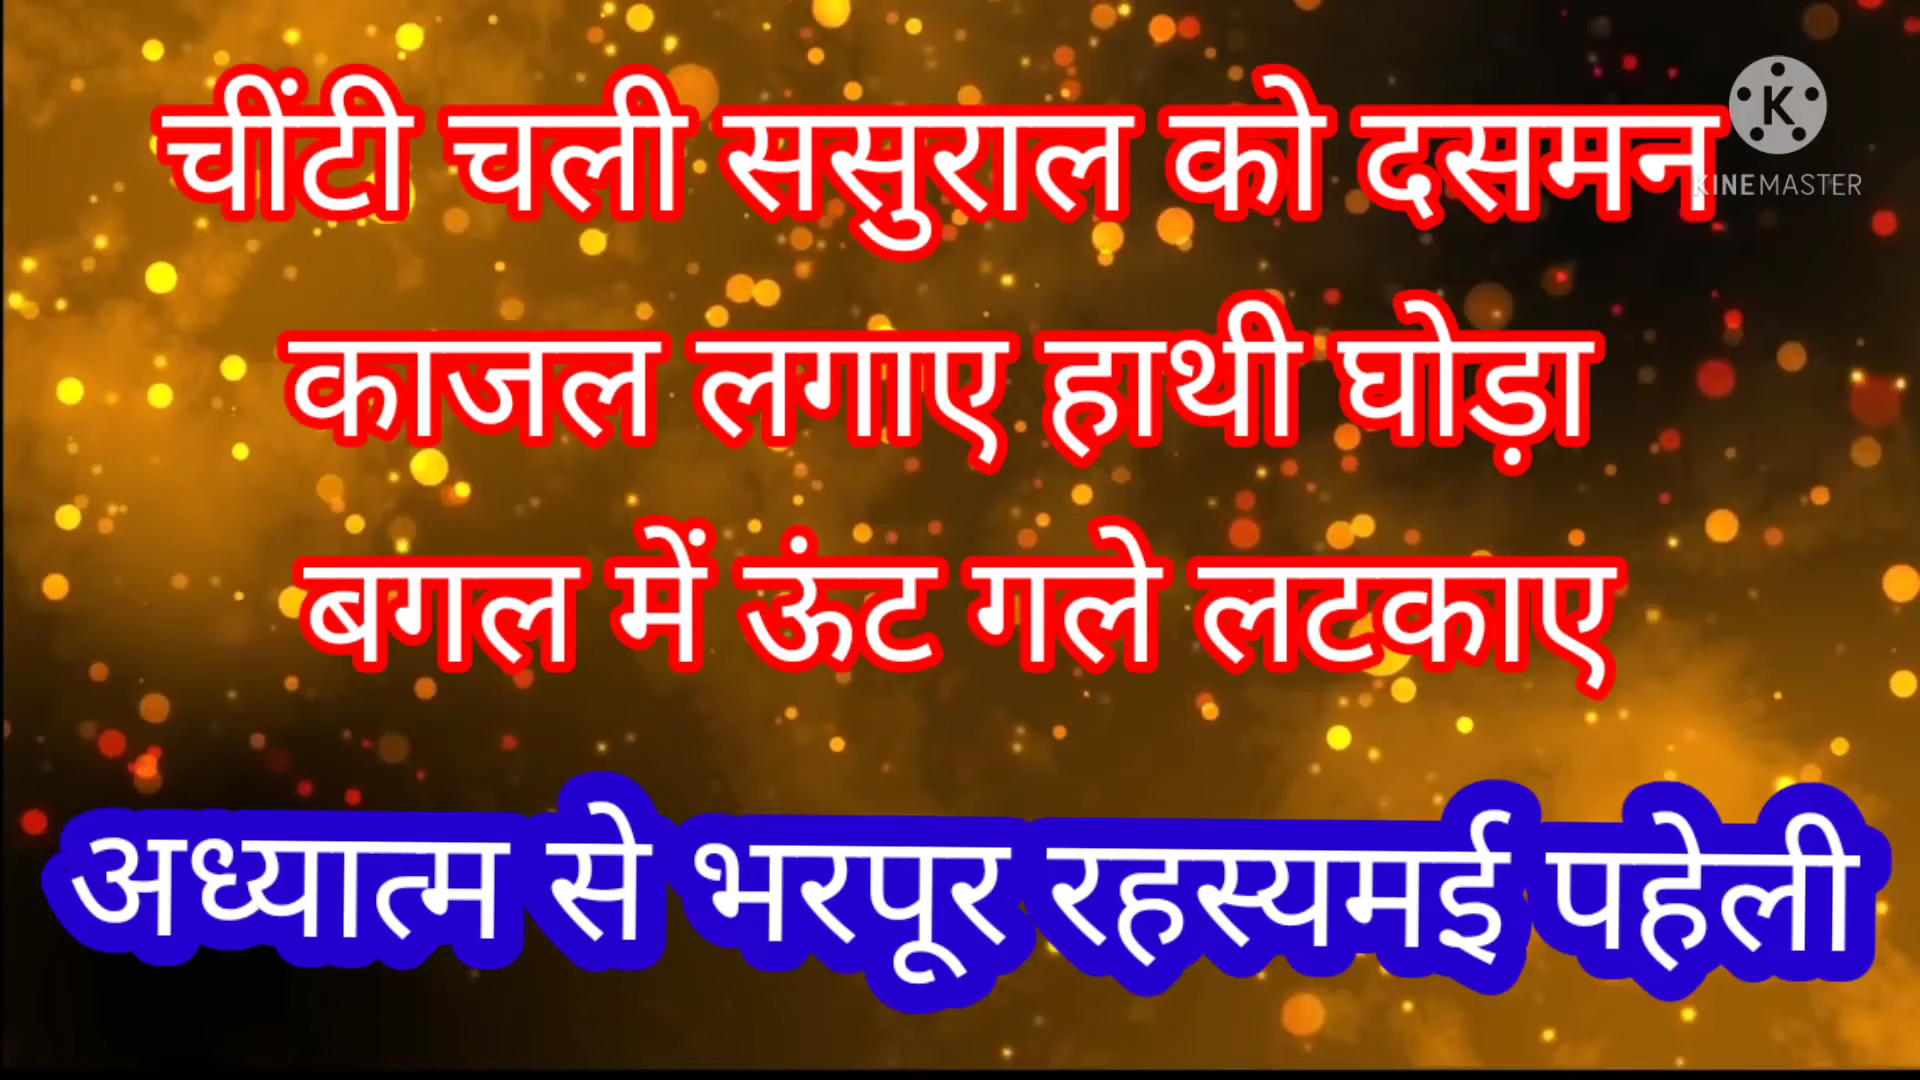 चींटी चली ससुराल को दसमन
काजल लगाए हाथी घोड़ा
बगल में ऊंट गले लटकाए
अध्यात्म से भरपूर रहस्यमई पहेली
K
KINEMASTER